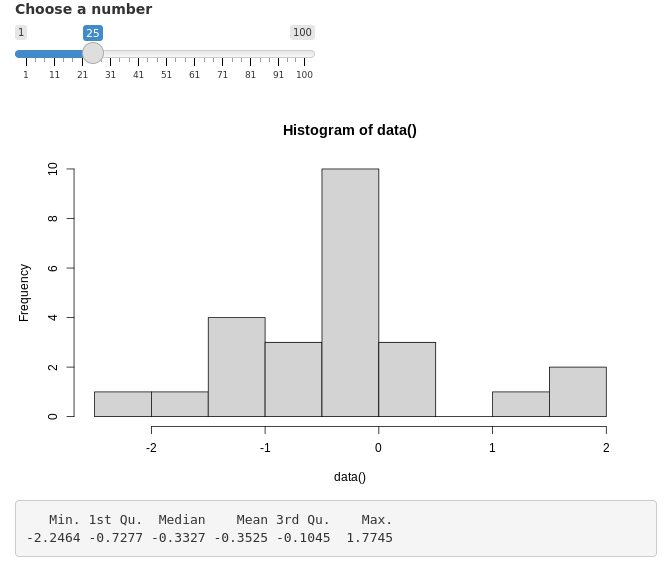 Choose a number
1 25 100
1 11 21 31 41 51 61 71 81 91 100
Histogram of data()
Frequency
10
8
6
4
2
0
-2 -1 0 1 2
data()
Min. 1st Qu. Median Mean 3rd Qu. Max.
-2.2464 -0.7277 -0.3327 -0.3525 -0.1045 1.7745